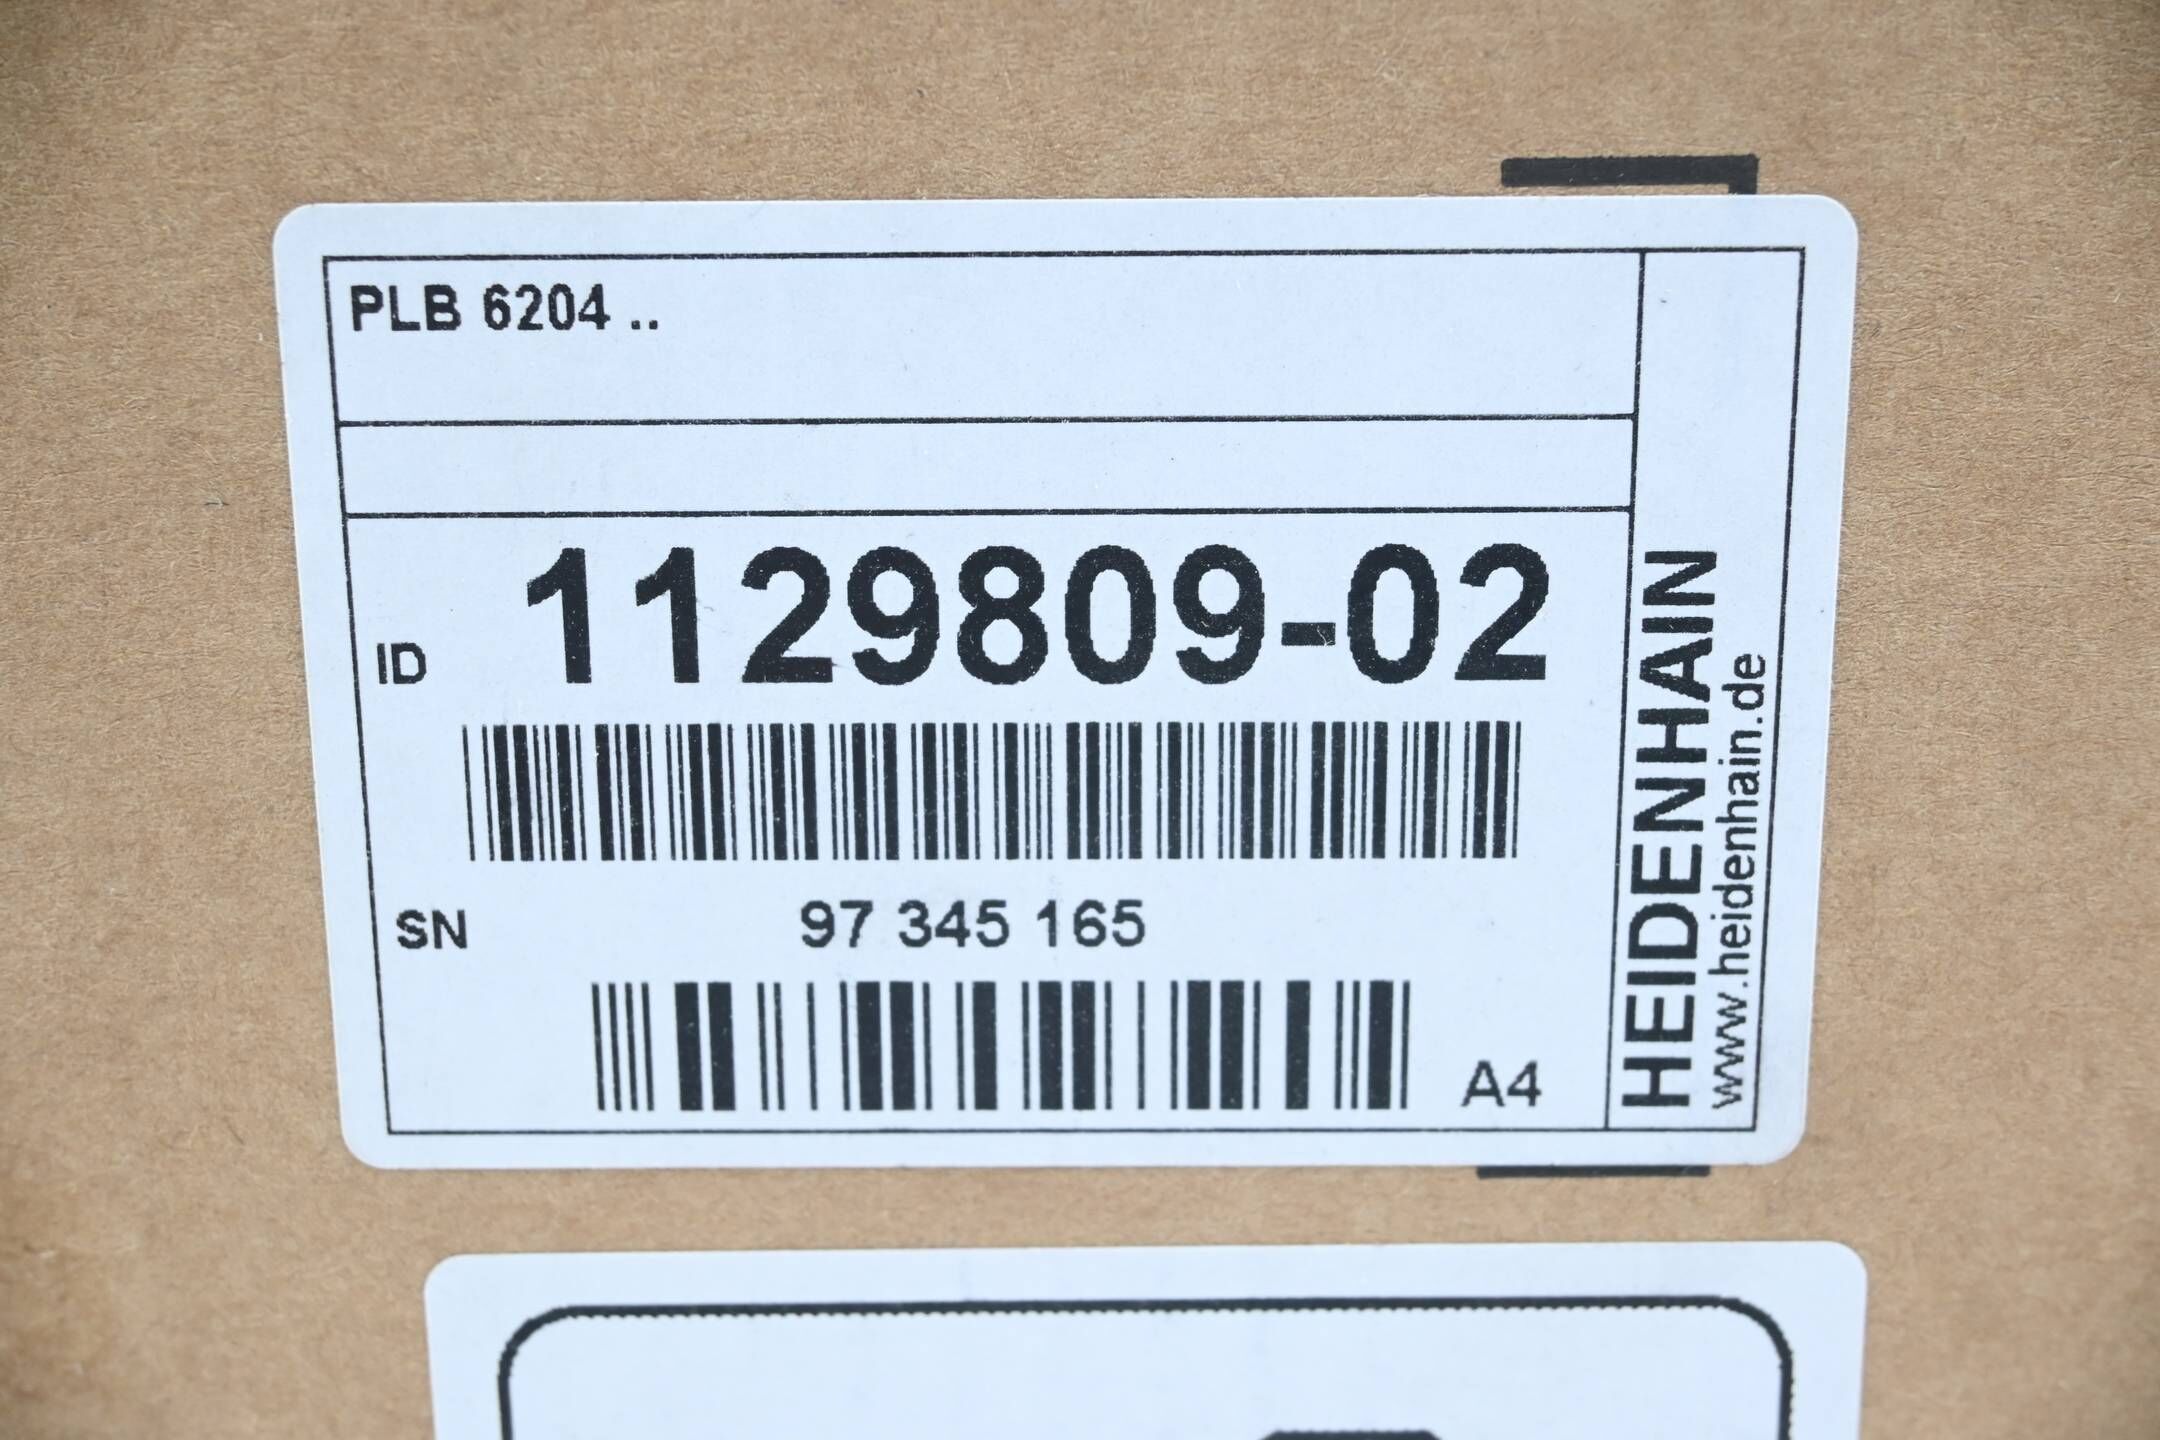 PLB 6204 ..
ID 1129809-02
SN 97 345 165
A4
HEIDENHAIN
www.heidenhain.de